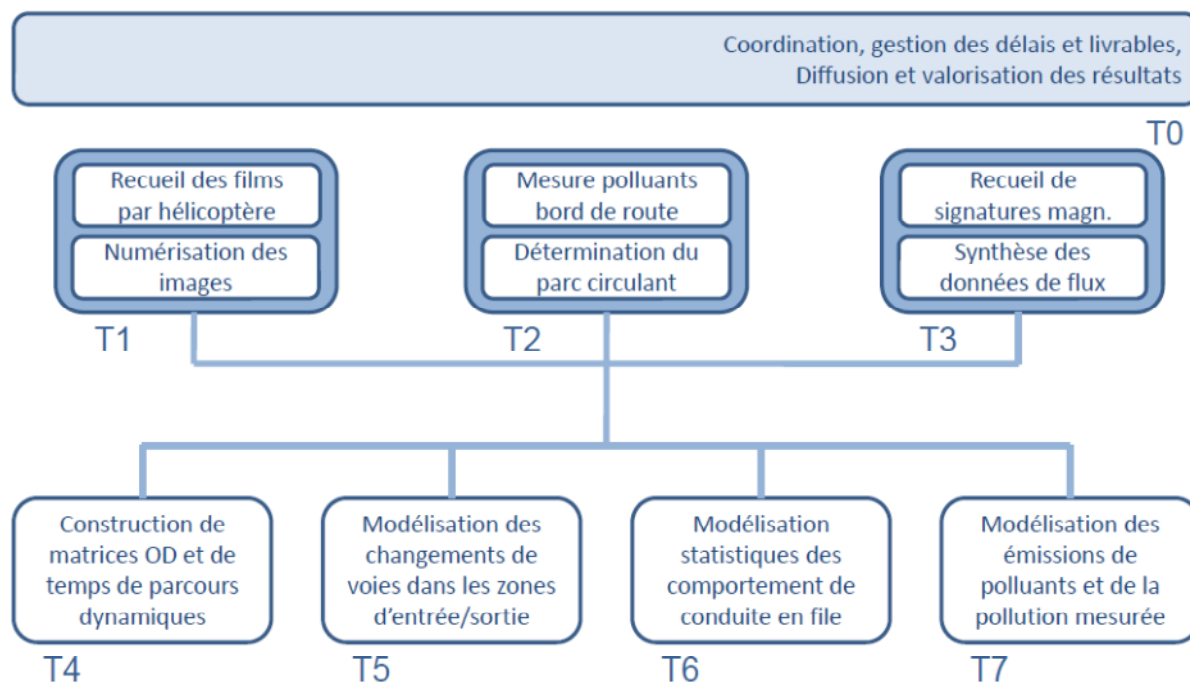 Coordination, gestion des délais et livrables,
Diffusion et valorisation des résultats
T0
Recueil des films
par hélicoptère
Numérisation des
images
T1
Mesure polluants
bord de route
Détermination du
parc circulant
T2
Recueil de
signatures magn.
Synthèse des
données de flux
T3
Construction de
matrices OD et de
temps de parcours
dynamiques
T4
Modélisation des
changements de
voies dans les zones
d'entrée/sortie
T5
Modélisation
statistiques des
comportement de
conduite en file
T6
Modélisation des
émissions de
polluants et de la
pollution mesurée
T7